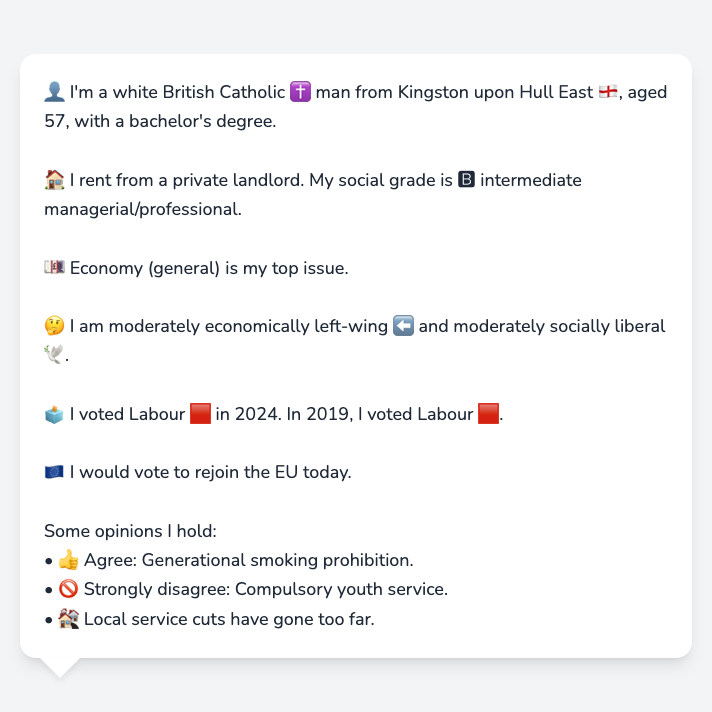 👤 I'm a white British Catholic ✝️ man from Kingston upon Hull East 🏴󠁧󠁢󠁥󠁮󠁧󠁿, aged
57, with a bachelor's degree.
🏠 I rent from a private landlord. My social grade is 🅱 intermediate
managerial/professional.
💷 Economy (general) is my top issue.
🤔 I am moderately economically left-wing ⬅️ and moderately socially liberal
🕊️.
🗳️ I voted Labour 🟥 in 2024. In 2019, I voted Labour 🟥.
🇪🇺 I would vote to rejoin the EU today.
Some opinions I hold:
• 👍 Agree: Generational smoking prohibition.
• 🚫 Strongly disagree: Compulsory youth service.
• 🏚️ Local service cuts have gone too far.